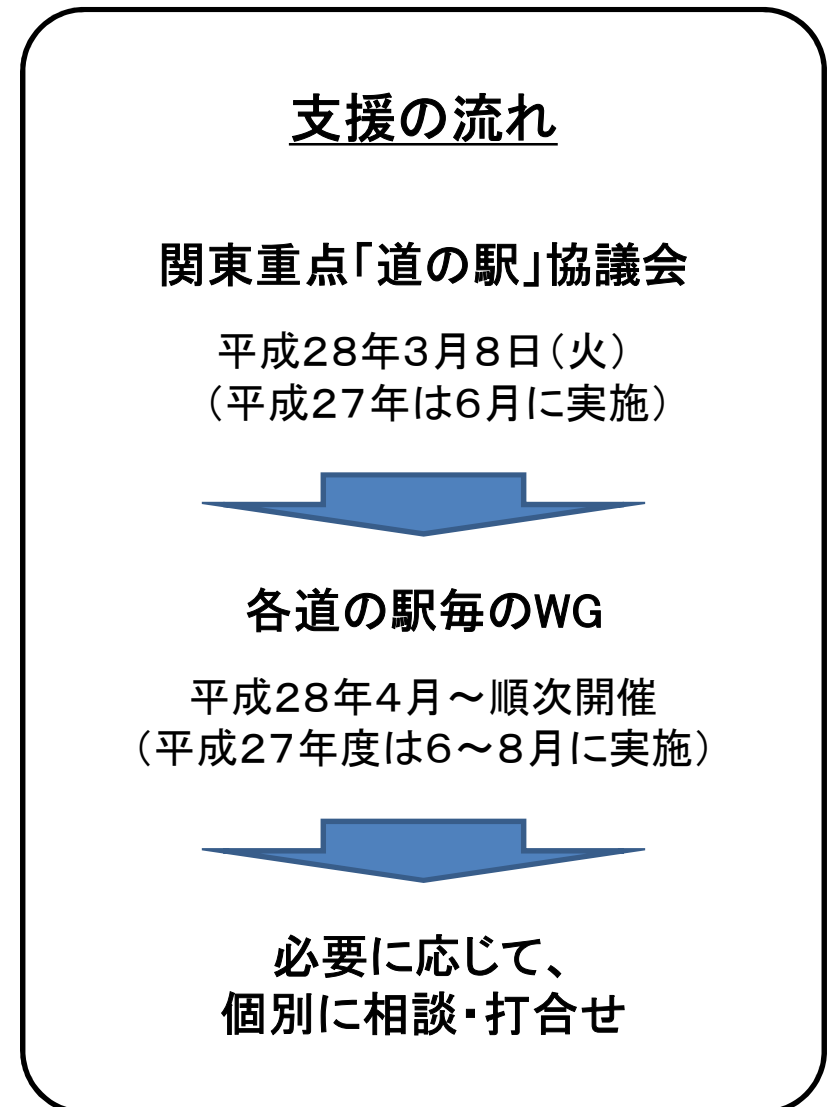 支援の流れ
関東重点「道の駅」協議会
平成２８年３月８日（火）
（平成２７年は６月に実施）
各道の駅毎のWG
平成２８年４月～順次開催
（平成２７年度は６～８月に実施）
必要に応じて、
個別に相談・打合せ